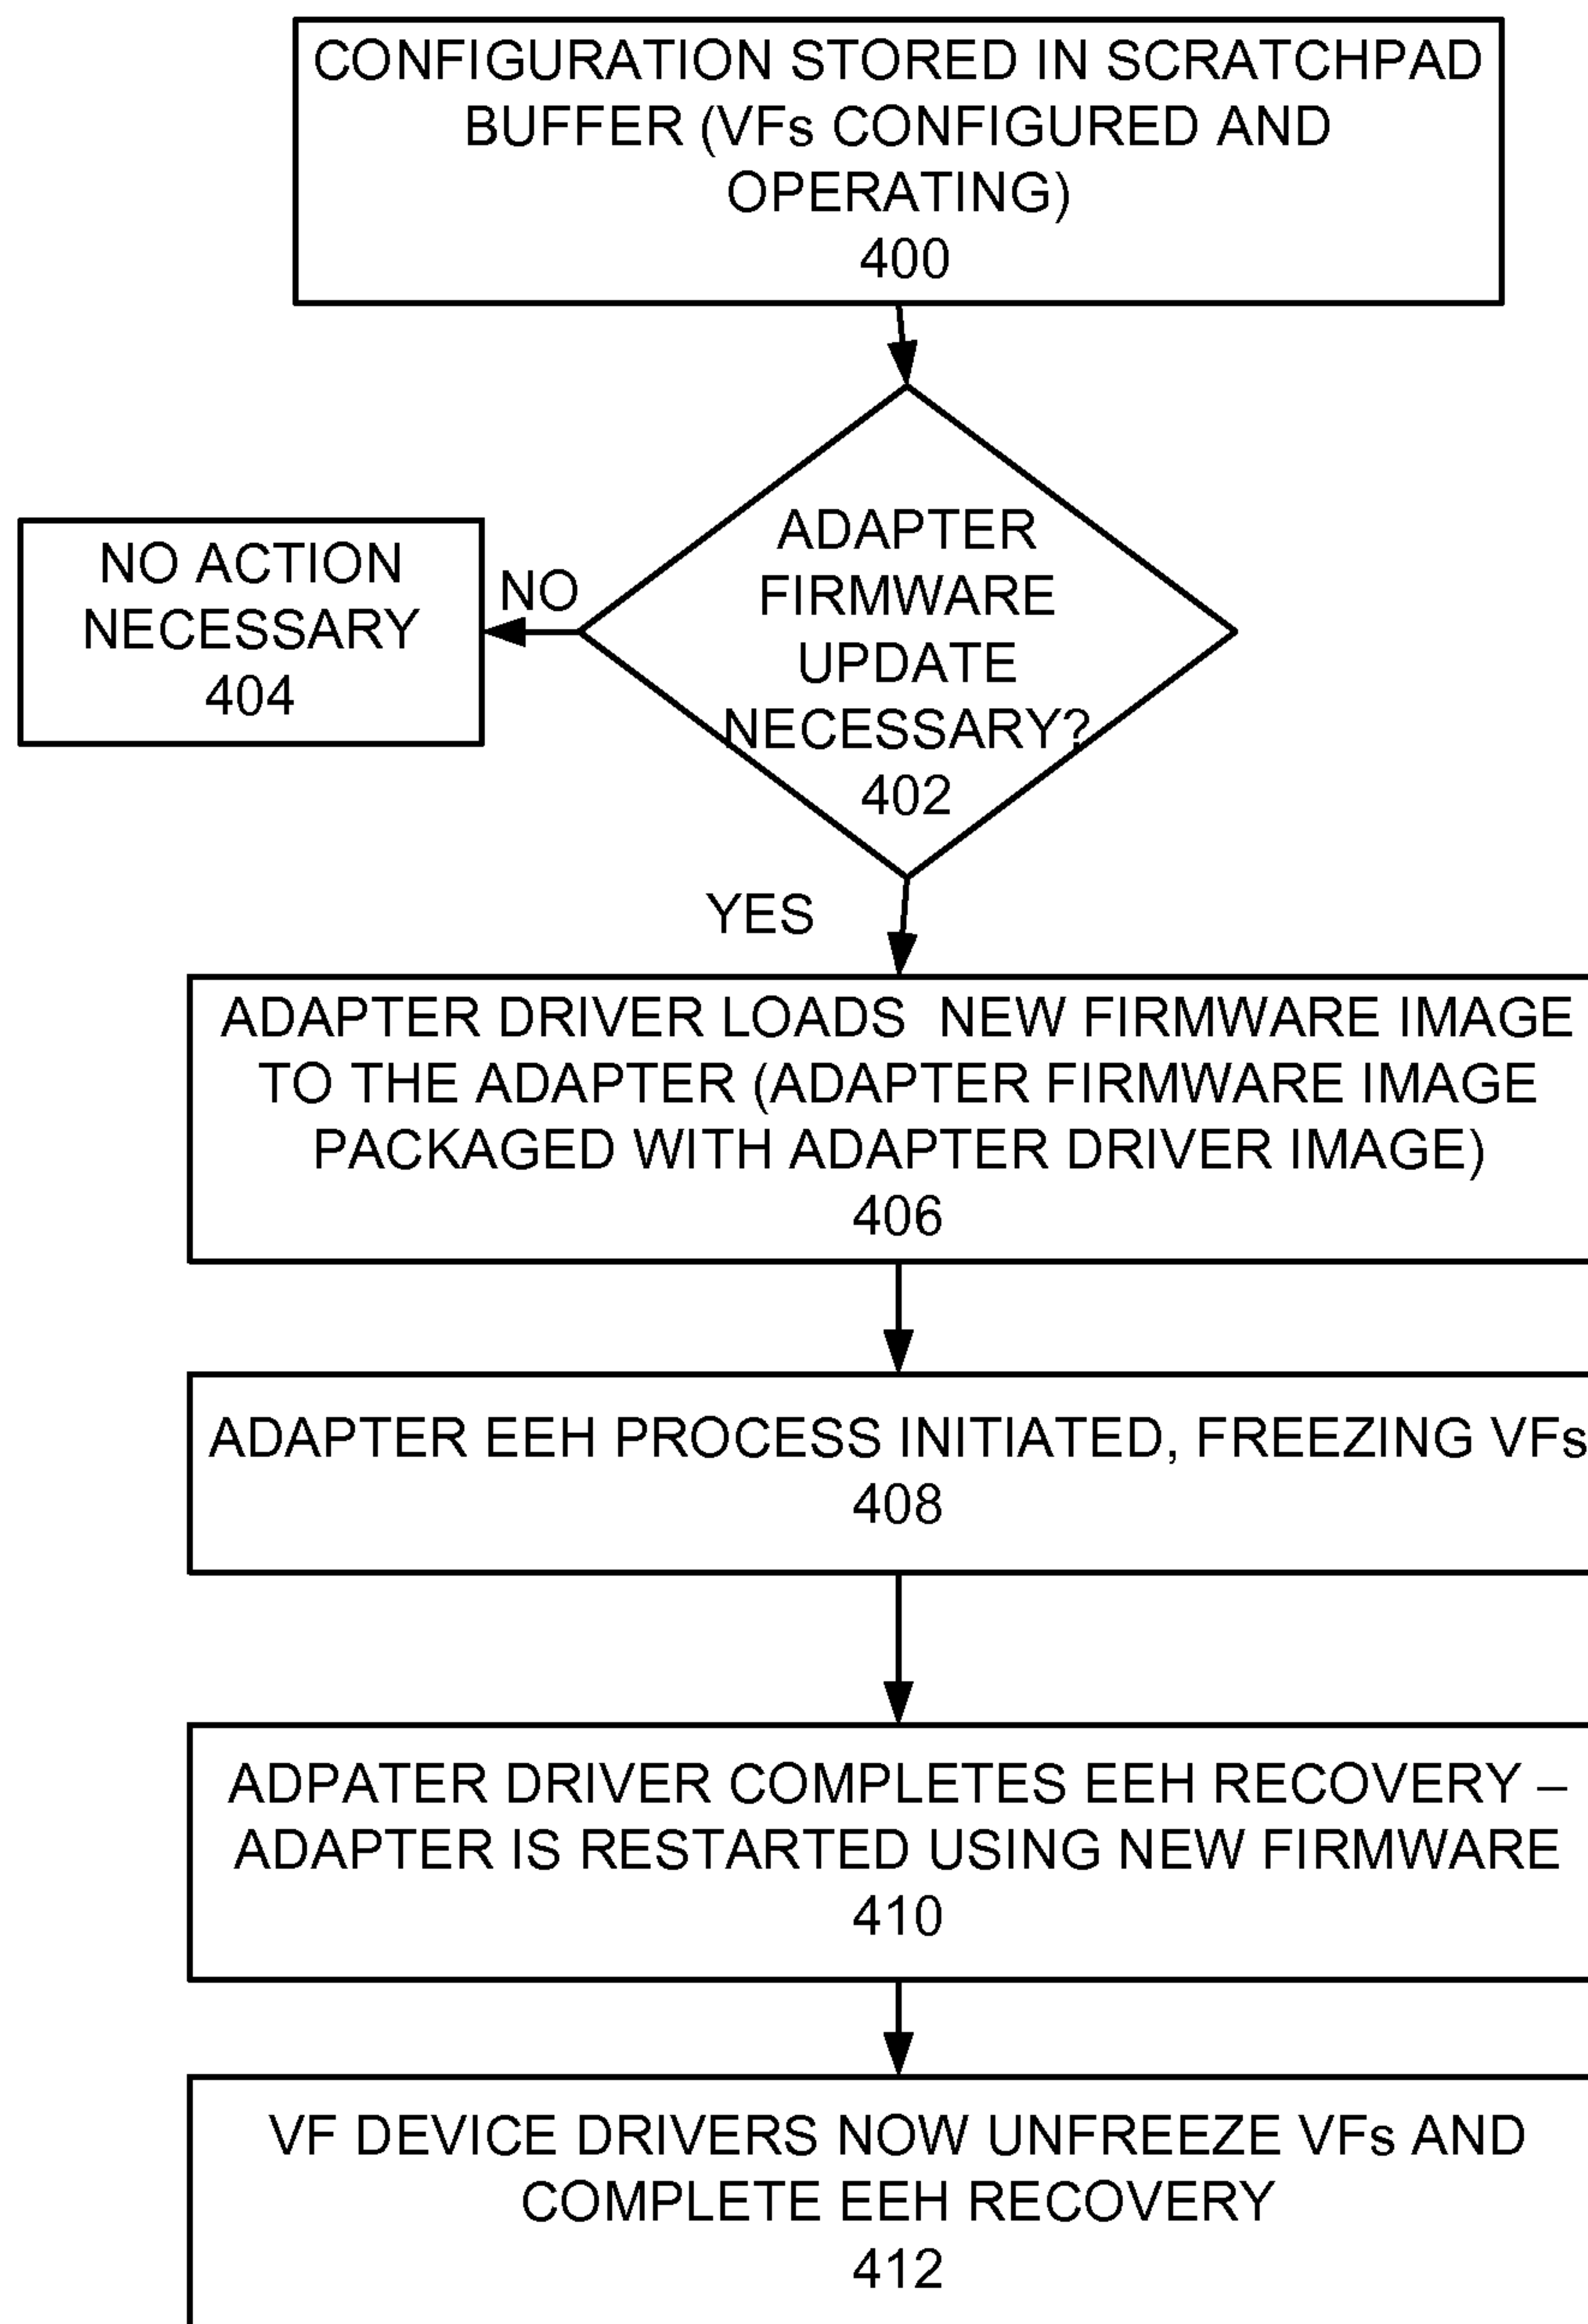 CONFIGURATION STORED IN SCRATCHPAD
BUFFER (VFs CONFIGURED AND
OPERATING)
400
ADAPTER
FIRMWARE
UPDATE
NECESSARY?
402
NO
NO ACTION
NECESSARY
404
YES
ADAPTER DRIVER LOADS NEW FIRMWARE IMAGE
TO THE ADAPTER (ADAPTER FIRMWARE IMAGE
PACKAGED WITH ADAPTER DRIVER IMAGE)
406
ADAPTER EEH PROCESS INITIATED, FREEZING VFs
408
ADPATER DRIVER COMPLETES EEH RECOVERY –
ADAPTER IS RESTARTED USING NEW FIRMWARE
410
VF DEVICE DRIVERS NOW UNFREEZE VFs AND
COMPLETE EEH RECOVERY
412